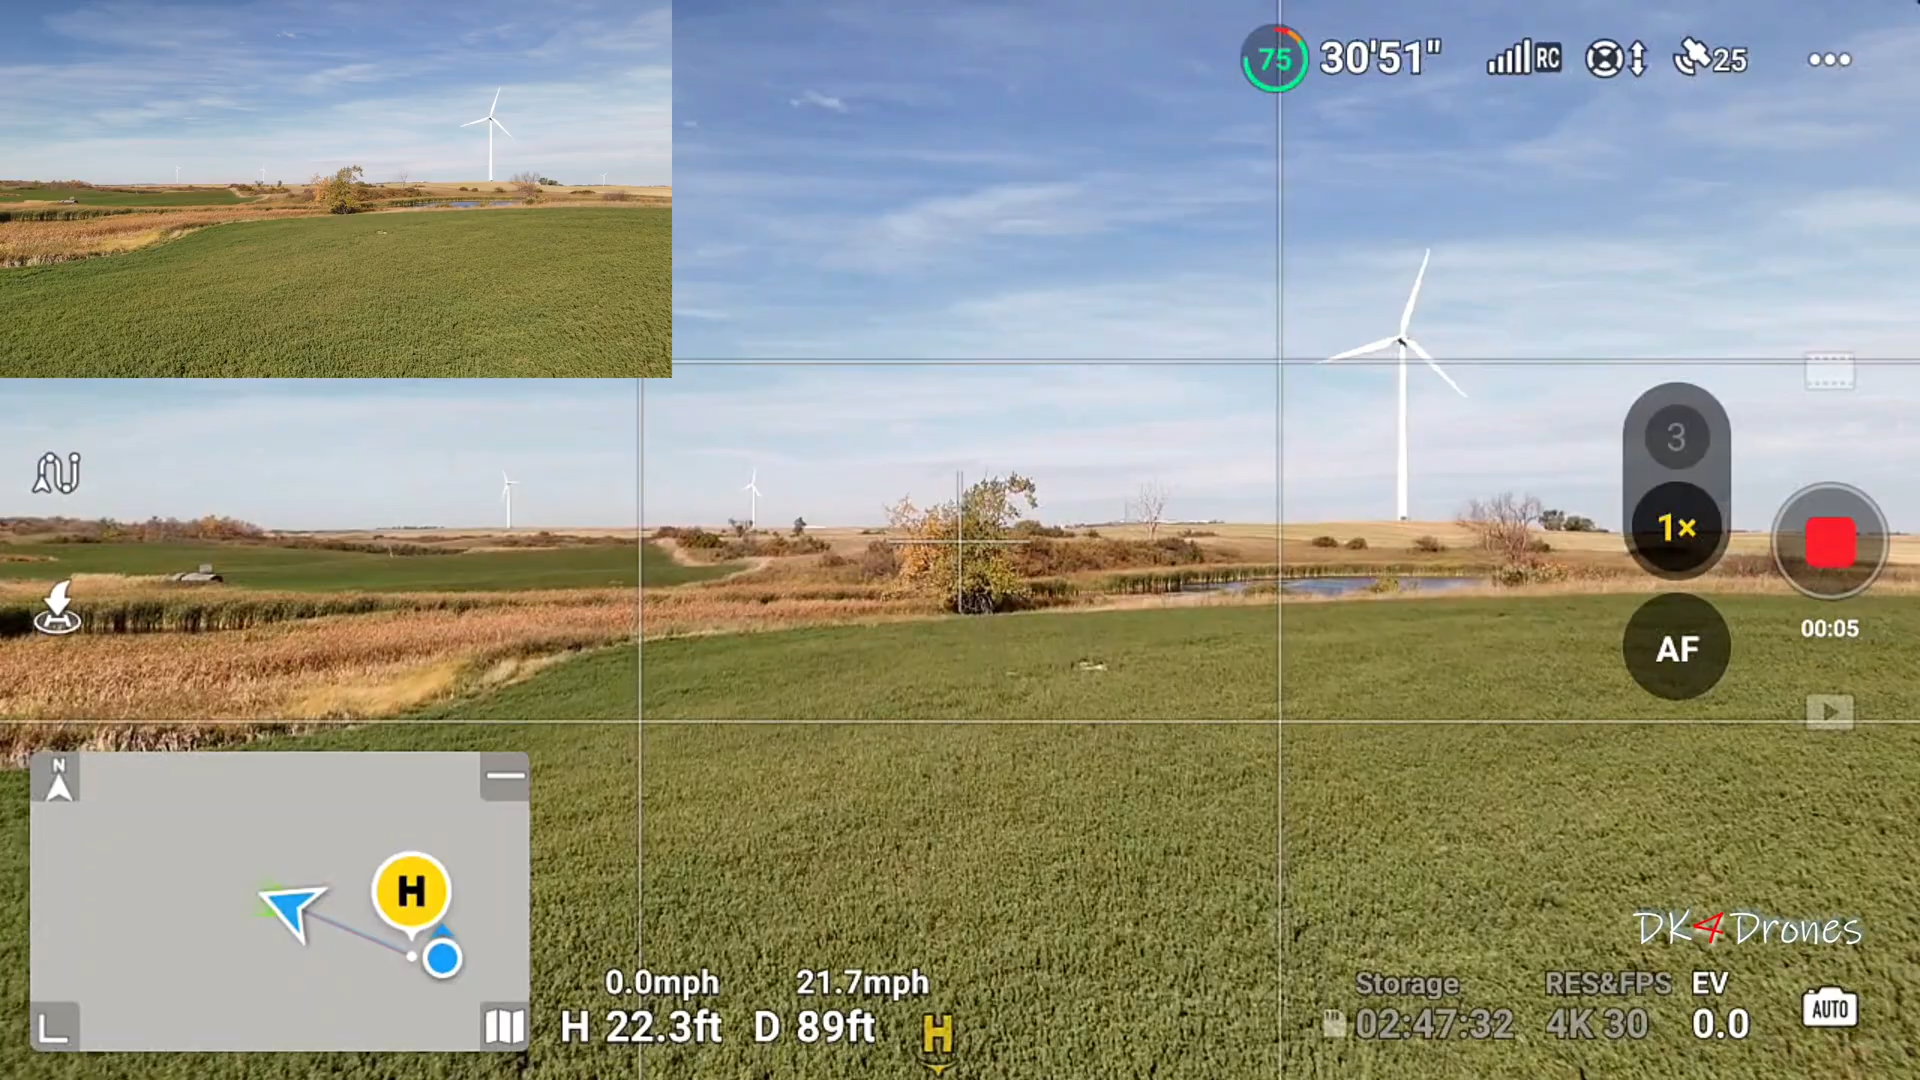 75 30'51" RC 25
3
1×
AF
00:05
N
H
DK4Drones
0.0mph 21.7mph
H 22.3ft D 89ft
H
Storage RES&FPS EV
02:47:32 4K 30 0.0
AUTO